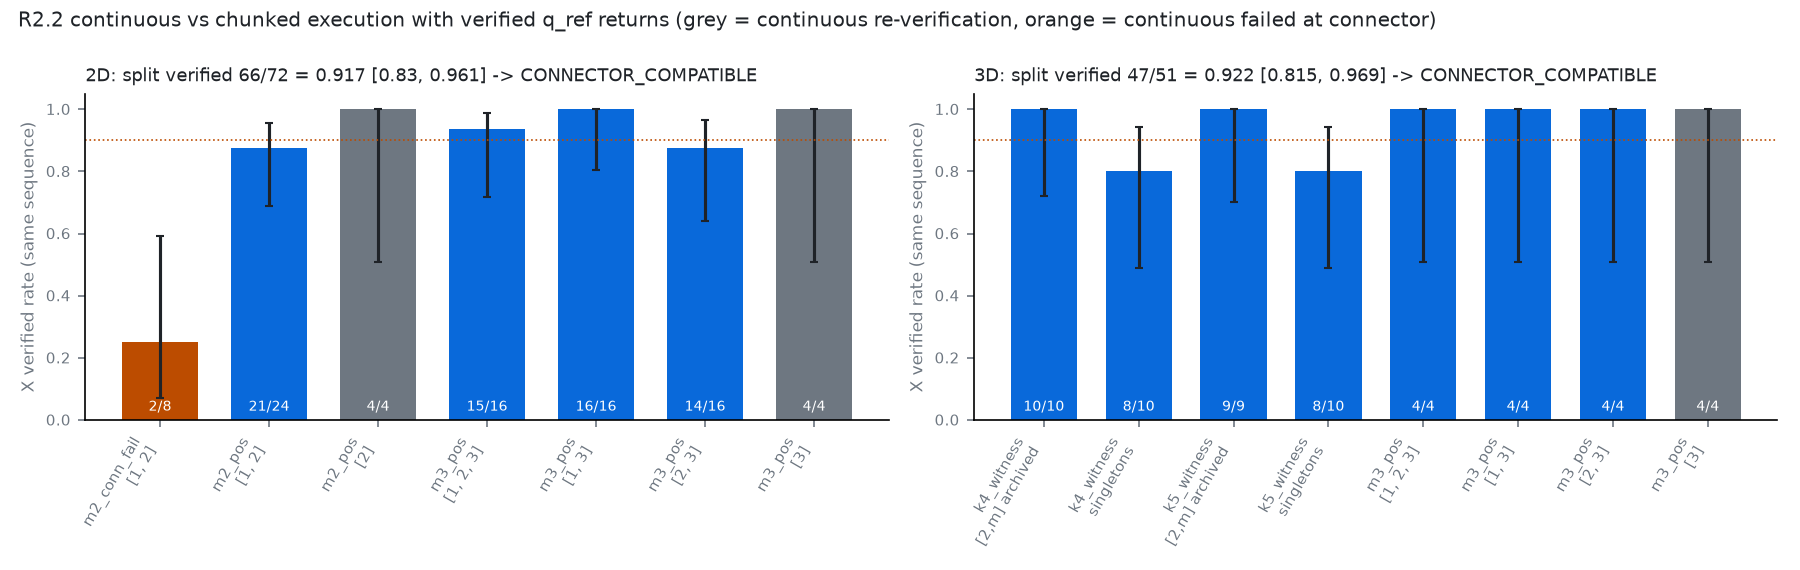 R2.2 continuous vs chunked execution with verified q_ref returns (grey = continuous re-verification, orange = continuous failed at connector)
2D: split verified 66/72 = 0.917 [0.83, 0.961] -> CONNECTOR_COMPATIBLE
X verified rate (same sequence)
1.0
0.8
0.6
0.4
0.2
0.0
2/8
21/24
4/4
15/16
16/16
14/16
4/4
m2_conn_fail
[1, 2]
m2_pos
[1, 2]
m2_pos
[2]
m3_pos
[1, 2, 3]
m3_pos
[1, 3]
m3_pos
[2, 3]
m3_pos
[3]
3D: split verified 47/51 = 0.922 [0.815, 0.969] -> CONNECTOR_COMPATIBLE
X verified rate (same sequence)
1.0
0.8
0.6
0.4
0.2
0.0
10/10
8/10
9/9
8/10
4/4
4/4
4/4
4/4
k4_witness
[2,m] archived
k4_witness
singletons
k5_witness
[2,m] archived
k5_witness
singletons
m3_pos
[1, 2, 3]
m3_pos
[1, 3]
m3_pos
[2, 3]
m3_pos
[3]